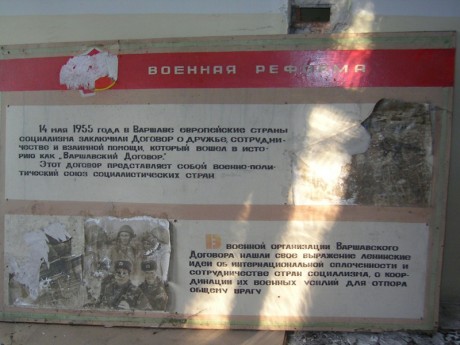 ВОЕННАЯ РЕФОРМА
14 мая 1955 года в Варшаве европейские страны
социализма заключили Договор о дружбе, сотрудни-
честве и взаимной помощи, который вошел в исто-
рию как „Варшавский Договор".
Этот договор представляют собой военно-поли-
тический союз социалистических стран
В военной организации Варшавского
Договора нашли свое выражение ленинские
идеи об интернациональной сплоченности и
сотрудничестве стран социализма, о коор-
динации их военных усилий для отпора
общему врагу